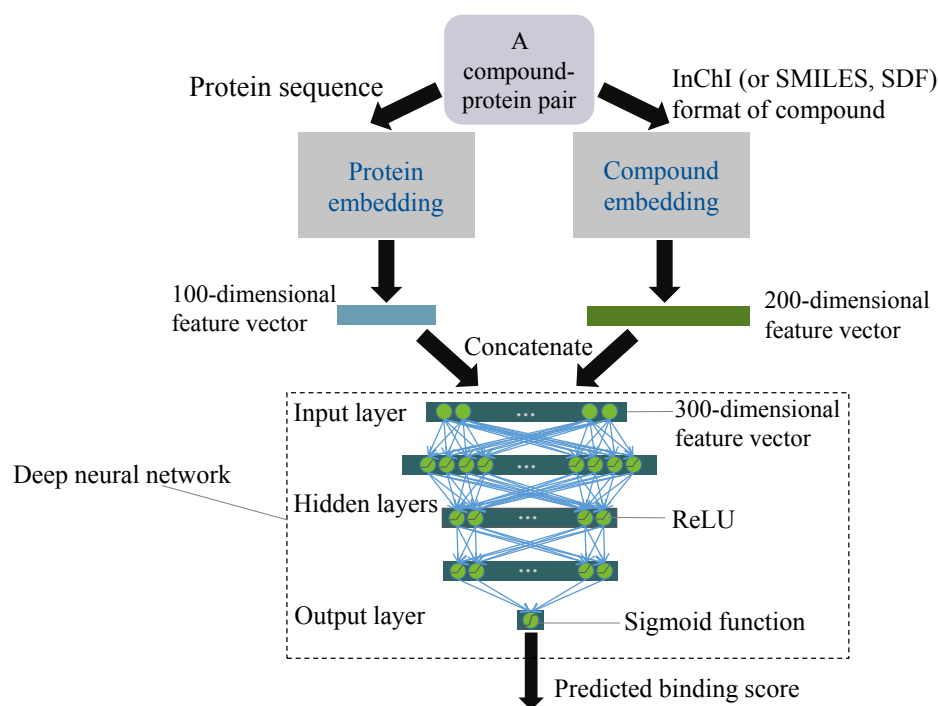 A
compound-
protein pair
Protein sequence
InChI (or SMILES, SDF)
format of compound
Protein
embedding
Compound
embedding
100-dimensional
feature vector
200-dimensional
feature vector
Concatenate
Input layer
...
300-dimensional
feature vector
...
Deep neural network
Hidden layers
...
ReLU
...
Output layer
Sigmoid function
Predicted binding score